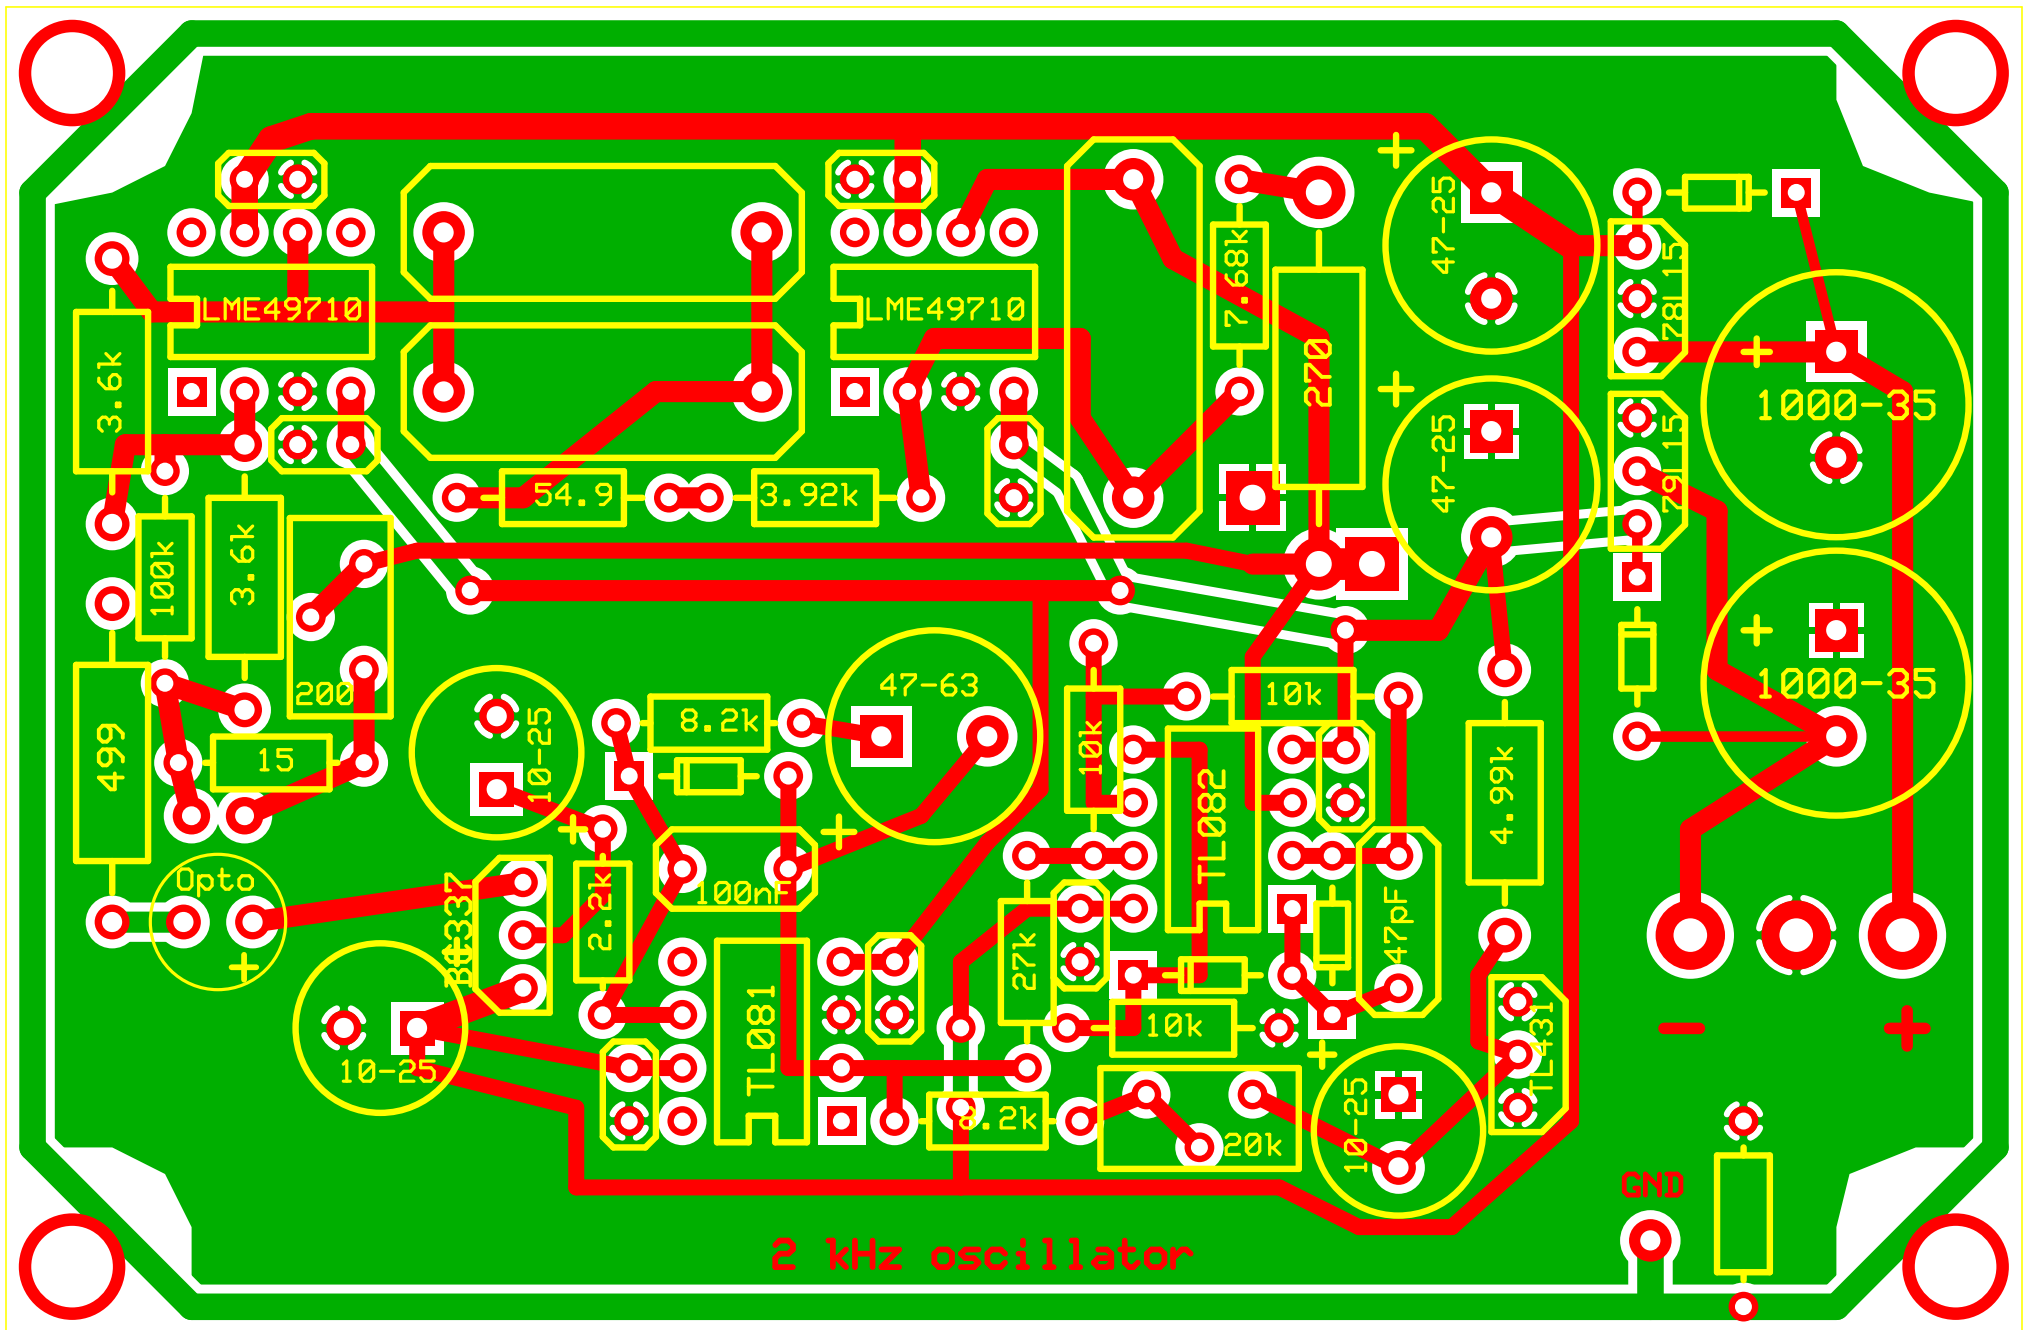 LME49710
LME49710
7.68k
270
47-25
78L15
3.6k
47-25
79L15
1000-35
54.9
3.92k
100k
3.6k
200
499
15
10-25
8.2k
47-63
10k
10k
1000-35
4.99k
TL082
Opto
BC337
2.2k
100nF
47pF
27k
10k
TL081
10-25
8.2k
20k
10-25
TL431
-
+
GND
2 kHz oscillator